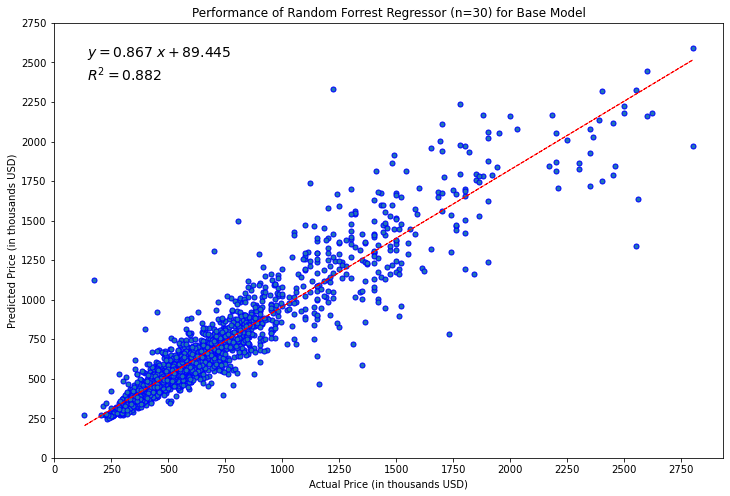 Performance of Random Forrest Regressor (n=30) for Base Model
y = 0.867 x + 89.445
R² = 0.882
Predicted Price (in thousands USD)
2750
2500
2250
2000
1750
1500
1250
1000
750
500
250
0
0 250 500 750 1000 1250 1500 1750 2000 2250 2500 2750
Actual Price (in thousands USD)